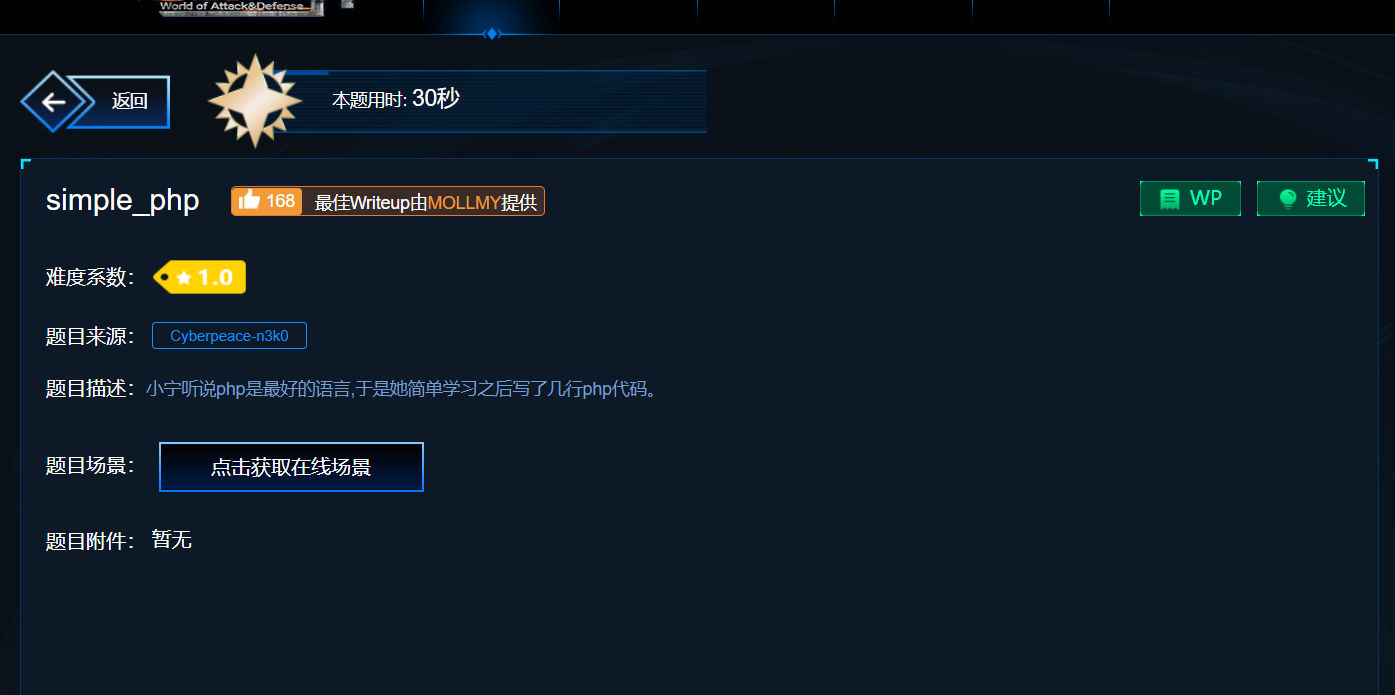 World of Attack&Defense
返回
本题用时: 30秒
simple_php 168 最佳Writeup由MOLLMY提供 WP 建议
难度系数: 1.0
题目来源: Cyberpeace-n3k0
题目描述: 小宁听说php是最好的语言,于是她简单学习之后写了几行php代码。
题目场景: 点击获取在线场景
题目附件: 暂无